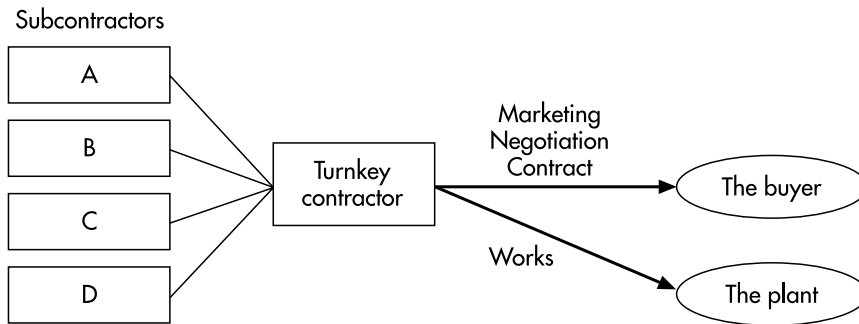 Subcontractors
A
B
C
D
Turnkey
contractor
Marketing
Negotiation
Contract
Works
The buyer
The plant